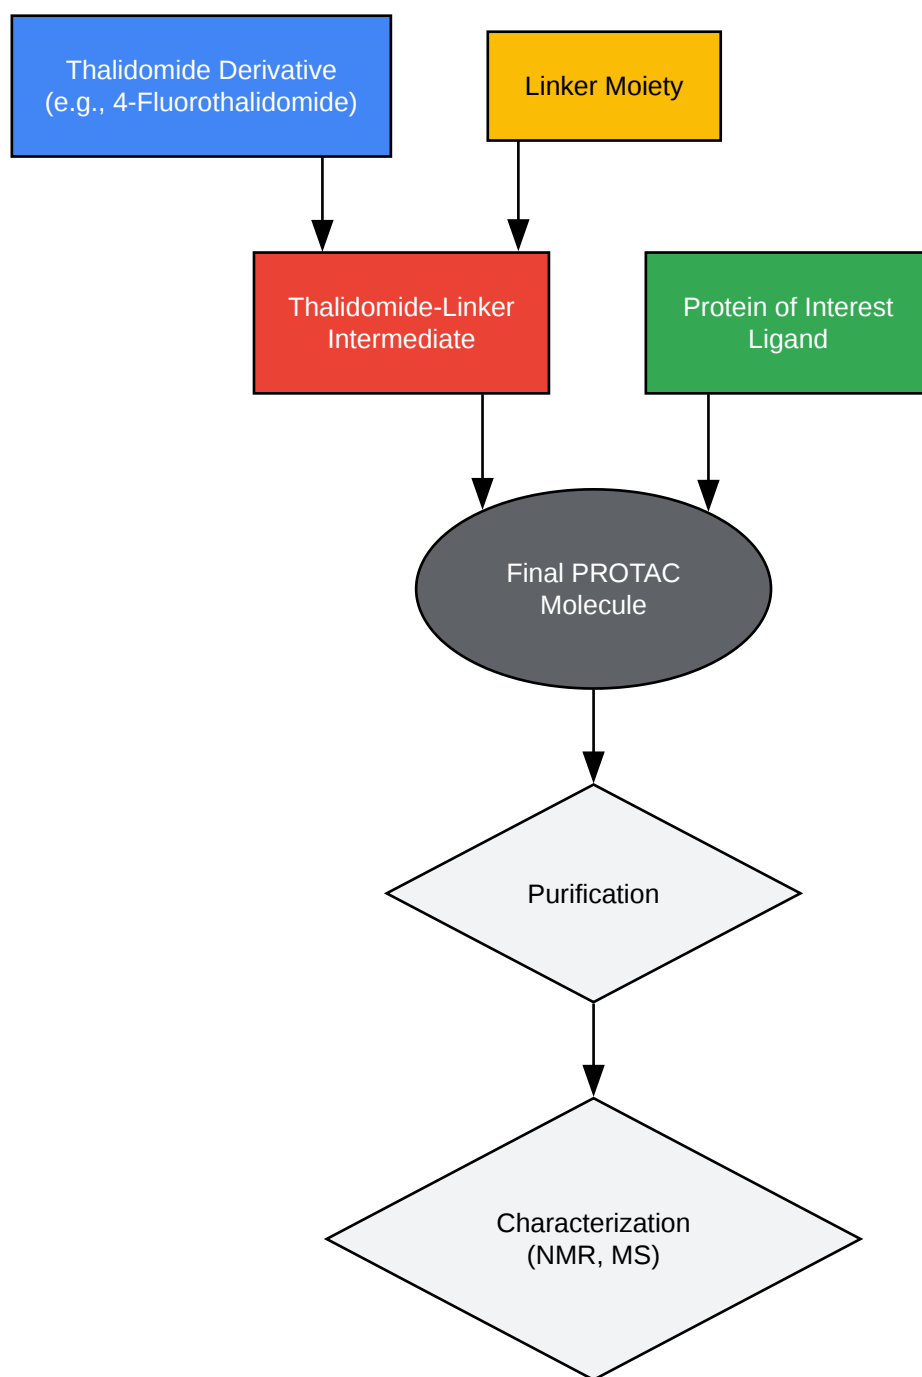 Thalidomide Derivative
(e.g., 4-Fluorothalidomide)
Linker Moiety
Thalidomide-Linker
Intermediate
Protein of Interest
Ligand
Final PROTAC
Molecule
Purification
Characterization
(NMR, MS)